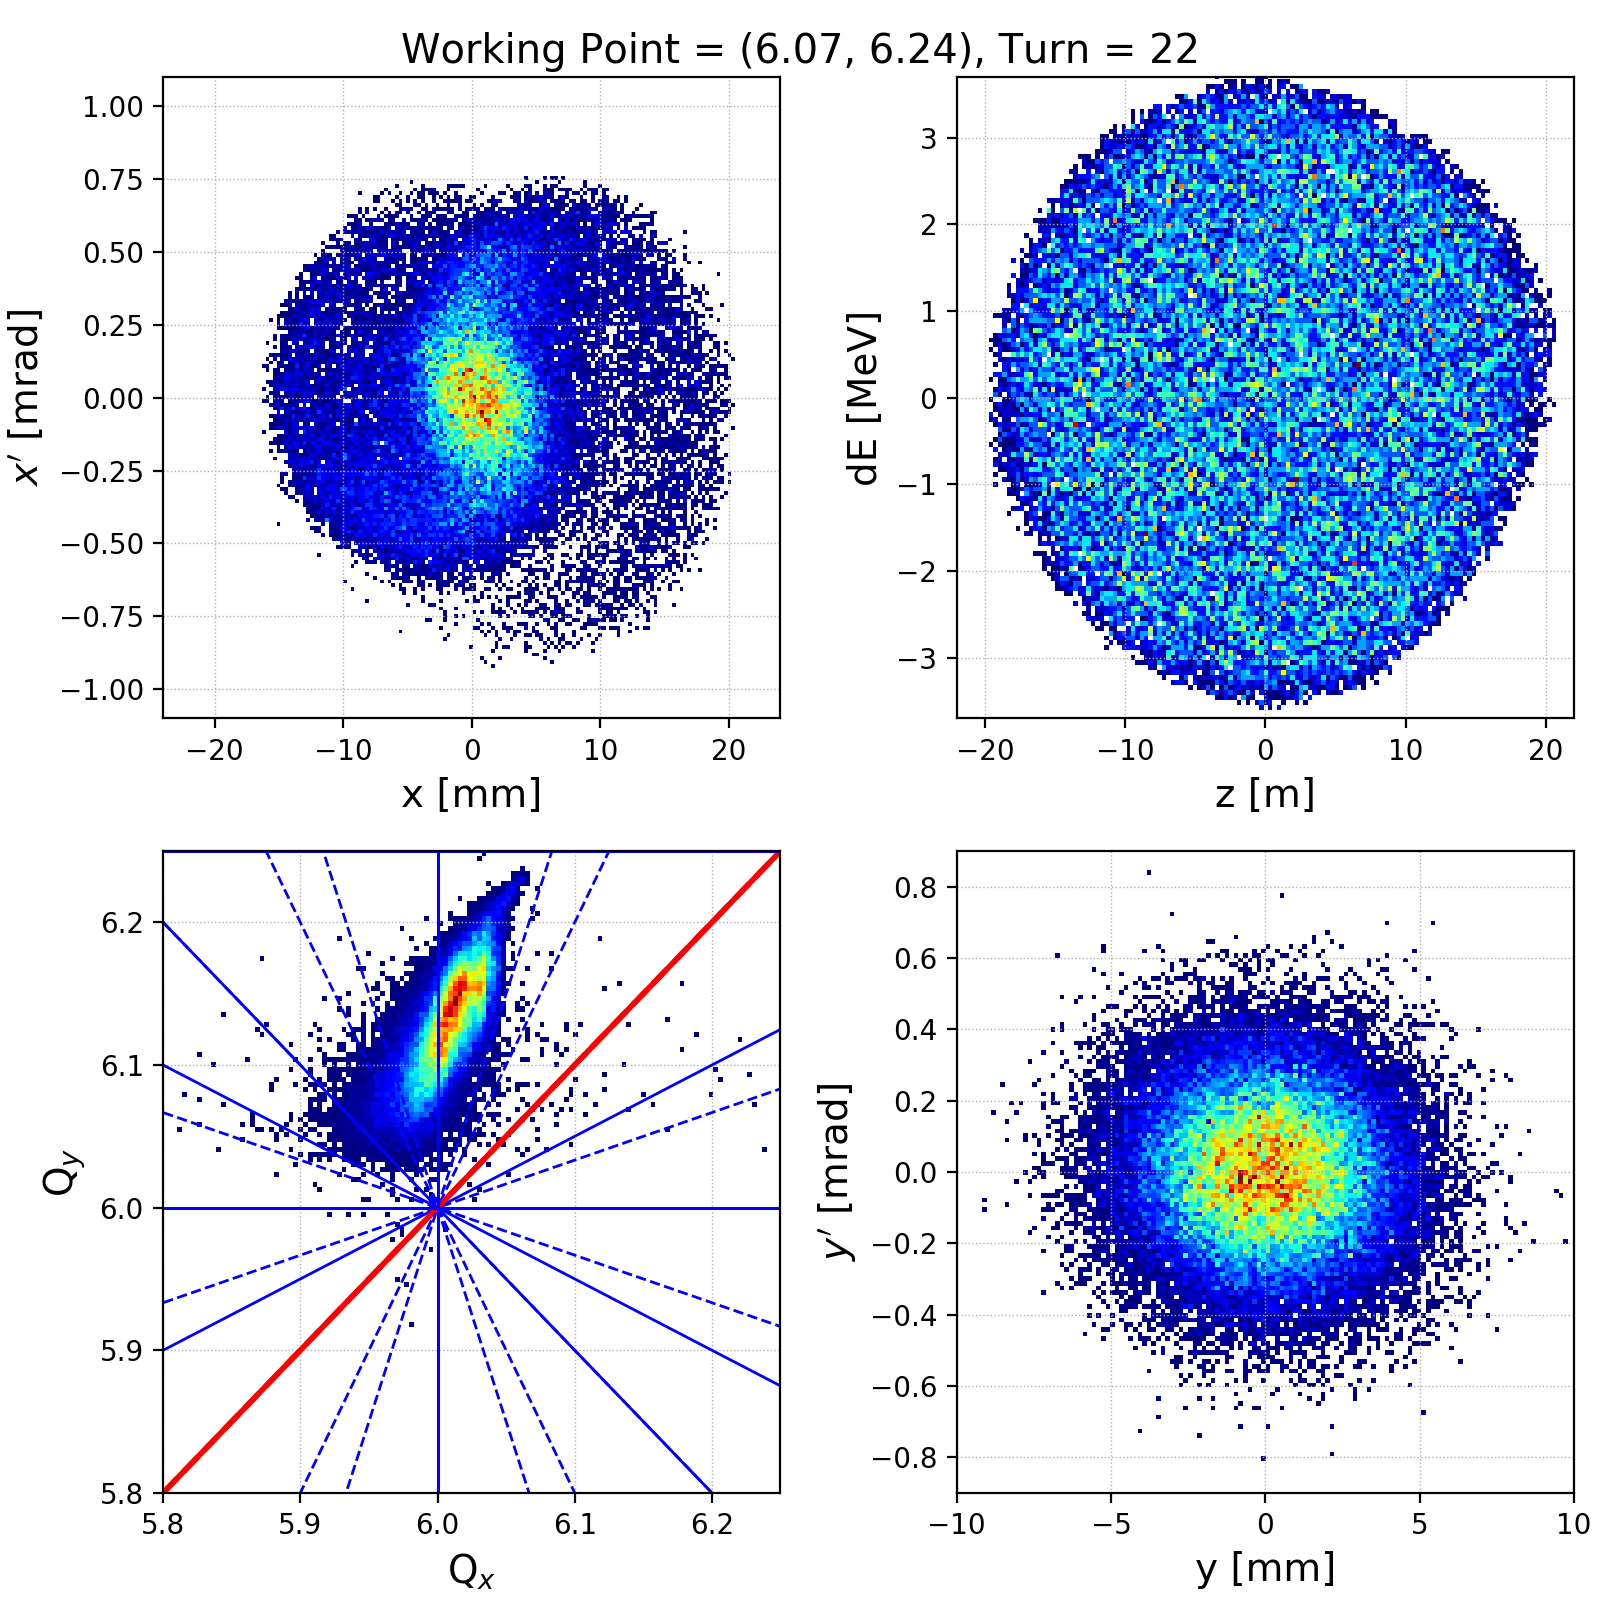 Working Point = (6.07, 6.24), Turn = 22
1.00
0.75
0.50
0.25
0.00
−0.25
−0.50
−0.75
−1.00
x′ [mrad]
−20 −10 0 10 20
x [mm]
3
2
1
0
−1
−2
−3
dE [MeV]
−20 −10 0 10 20
z [m]
6.2
6.1
6.0
5.9
5.8
Qy
5.8 5.9 6.0 6.1 6.2
Qx
0.8
0.6
0.4
0.2
0.0
−0.2
−0.4
−0.6
−0.8
y′ [mrad]
−10 −5 0 5 10
y [mm]